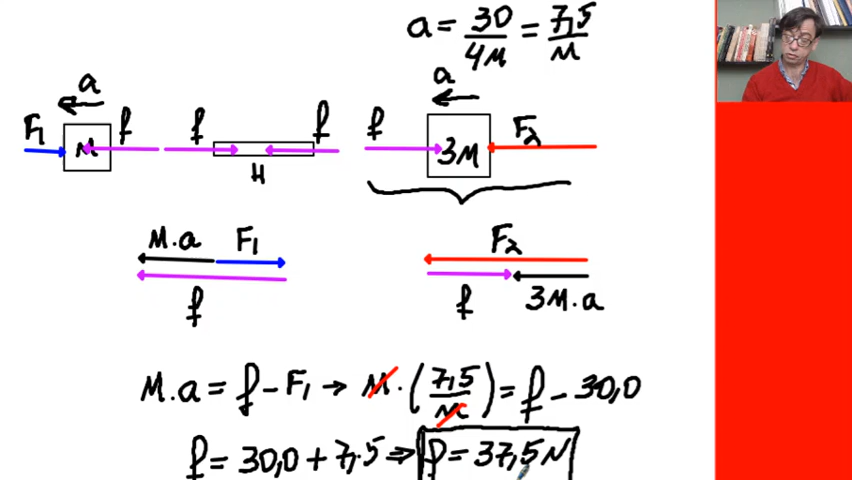 a = 30/4M = 7,5/M
a
a
F1 M f f H f f 3M F2
M.a F1
f
F2
f 3M.a
M.a = f - F1 → M.(7,5/M) = f - 30,0
f = 30,0 + 7,5 ⇒ f = 37,5 N